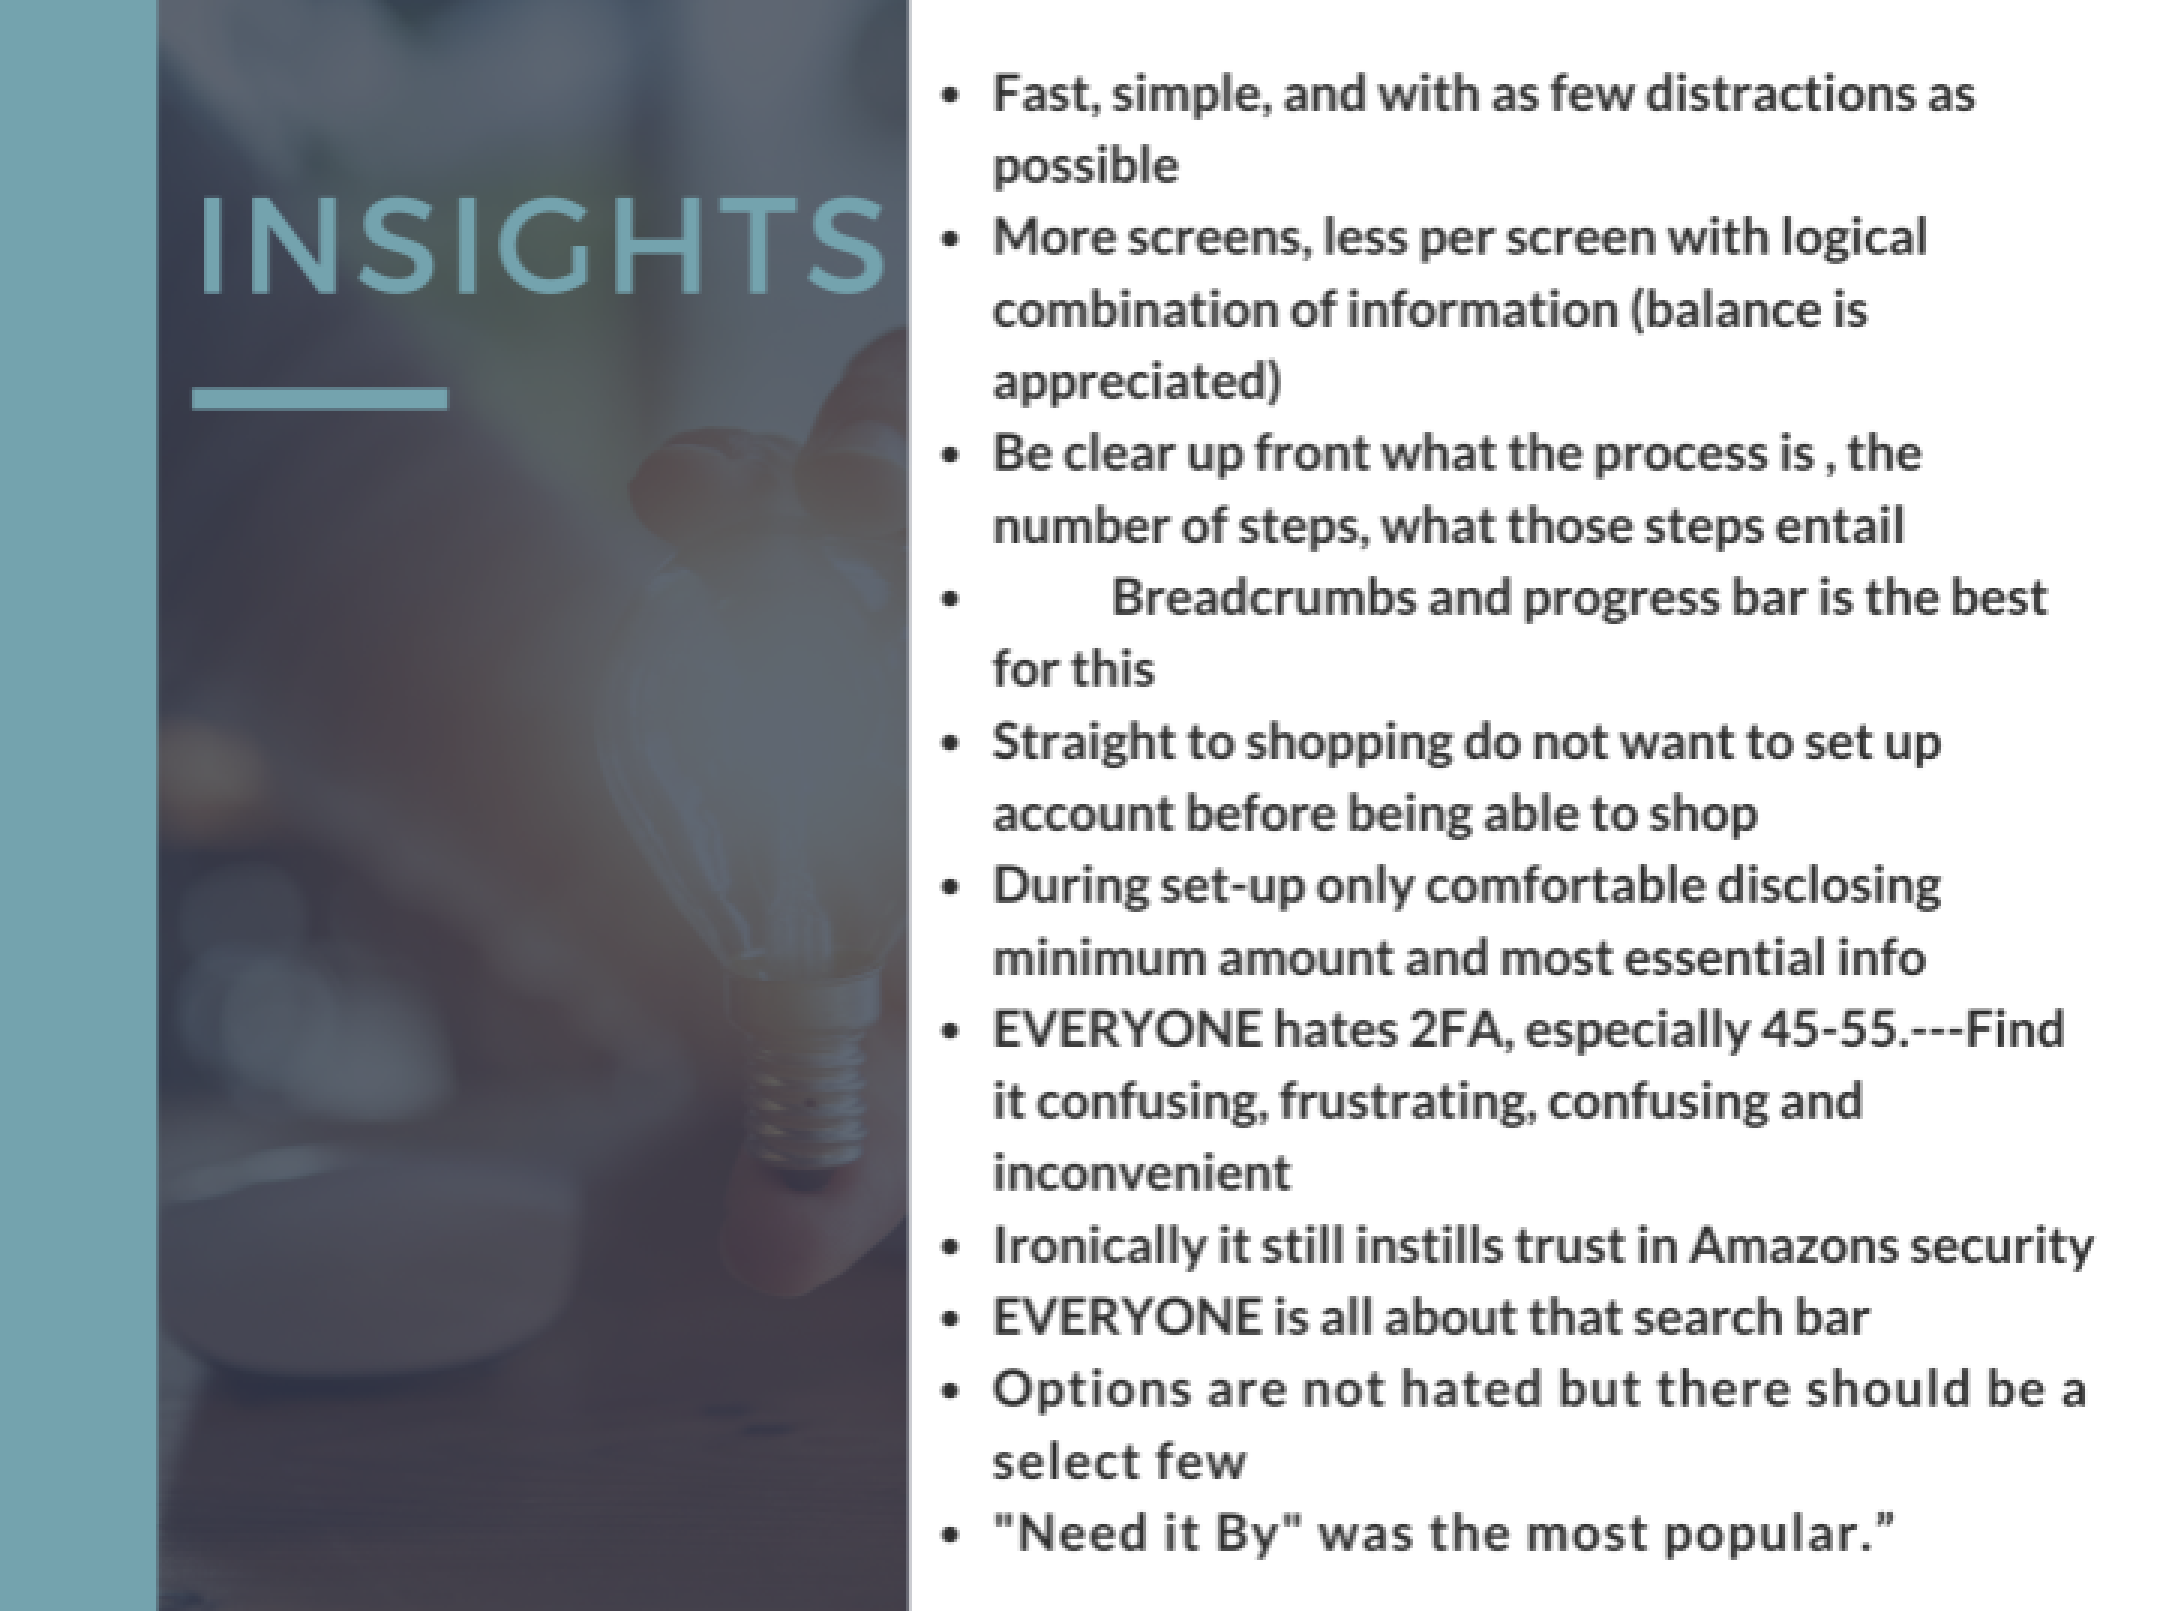 INSIGHTS
• Fast, simple, and with as few distractions as
possible
• More screens, less per screen with logical
combination of information (balance is
appreciated)
• Be clear up front what the process is , the
number of steps, what those steps entail
• Breadcrumbs and progress bar is the best
for this
• Straight to shopping do not want to set up
account before being able to shop
• During set-up only comfortable disclosing
minimum amount and most essential info
• EVERYONE hates 2FA, especially 45-55.---Find
it confusing, frustrating, confusing and
inconvenient
• Ironically it still instills trust in Amazons security
• EVERYONE is all about that search bar
• Options are not hated but there should be a
select few
• "Need it By" was the most popular.”